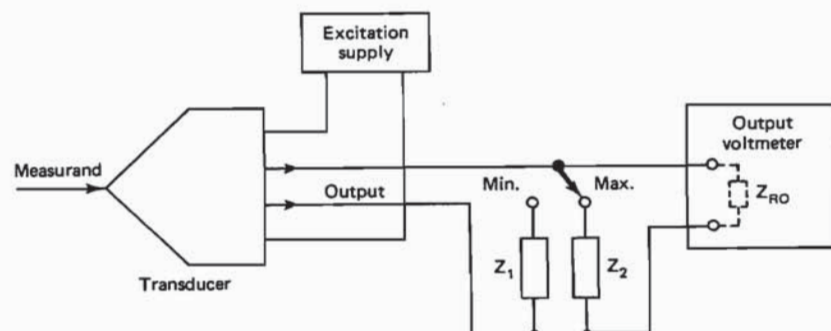 Excitation
supply
Measurand
Output
voltmeter
Min.
Max.
Z_RO
Output
Z_1
Z_2
Transducer